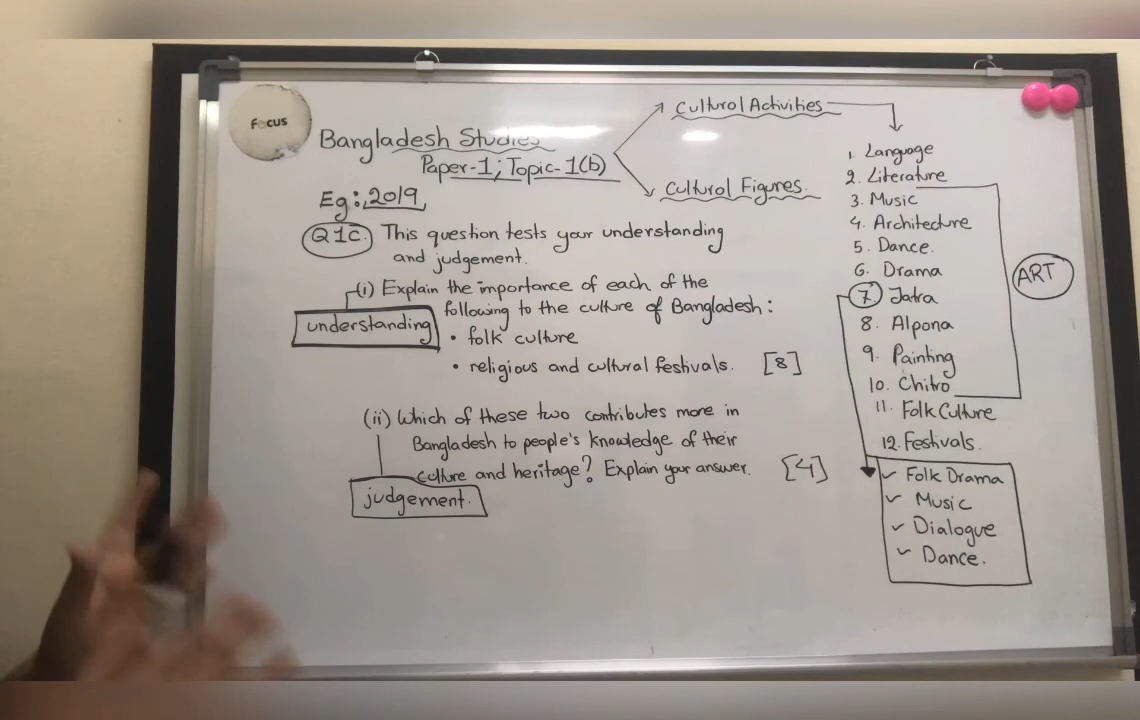 Focus
Bangladesh Studies
Paper-1; Topic-1(b)
Cultural Activities
Cultural Figures.
Eg: 2019
Q1c. This question tests your understanding
and judgement.
(i) Explain the importance of each of the
following to the culture of Bangladesh:
understanding
• folk culture
• religious and cultural festivals. [8]
(ii) Which of these two contributes more in
Bangladesh to people's knowledge of their
culture and heritage? Explain your answer. [4]
judgement.
1. Language
2. Literature
3. Music
4. Architecture
5. Dance.
6. Drama
7 Jatra
8. Alpona
9. Painting
10. Chitro
11. Folk Culture
12. Festivals.
ART
Folk Drama
Music
Dialogue
Dance.